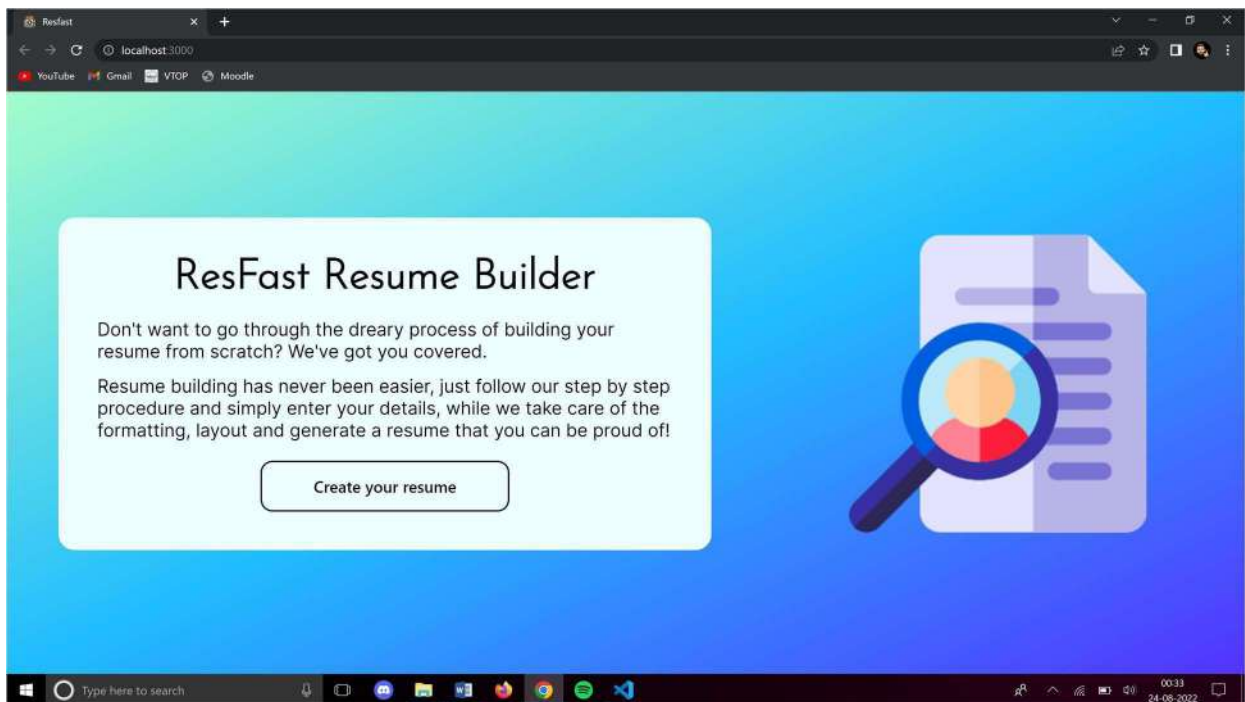 Resfast
localhost:3000
YouTube Gmail VTOP Moodle
ResFast Resume Builder
Don't want to go through the dreary process of building your
resume from scratch? We've got you covered.
Resume building has never been easier, just follow our step by step
procedure and simply enter your details, while we take care of the
formatting, layout and generate a resume that you can be proud of!
Create your resume
Type here to search
00:33
24-08-2022